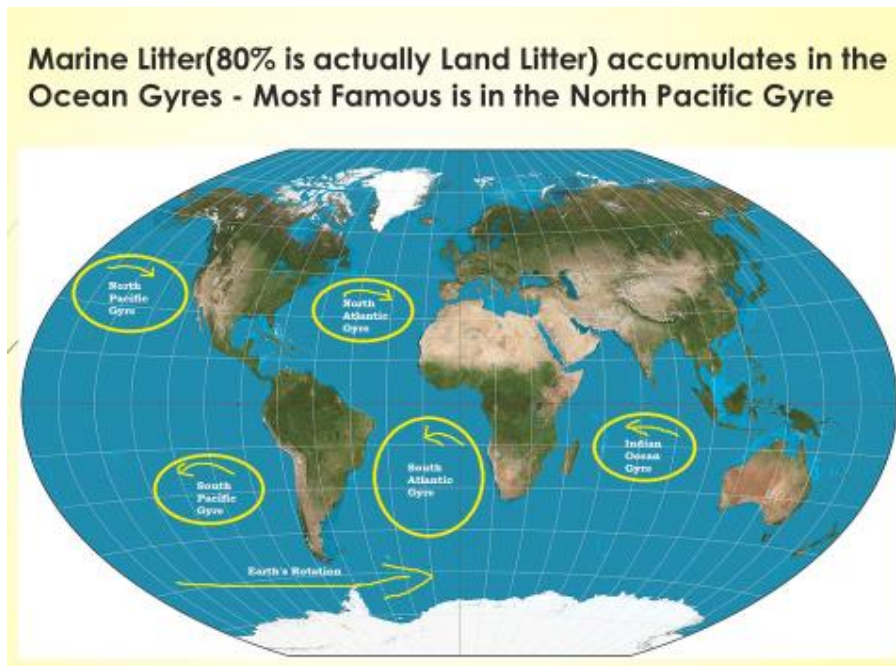 Marine Litter(80% is actually Land Litter) accumulates in the
Ocean Gyres - Most Famous is in the North Pacific Gyre
North
Pacific
Gyre
North
Atlantic
Gyre
South
Pacific
Gyre
South
Atlantic
Gyre
Indian
Ocean
Gyre
Earth's Rotation